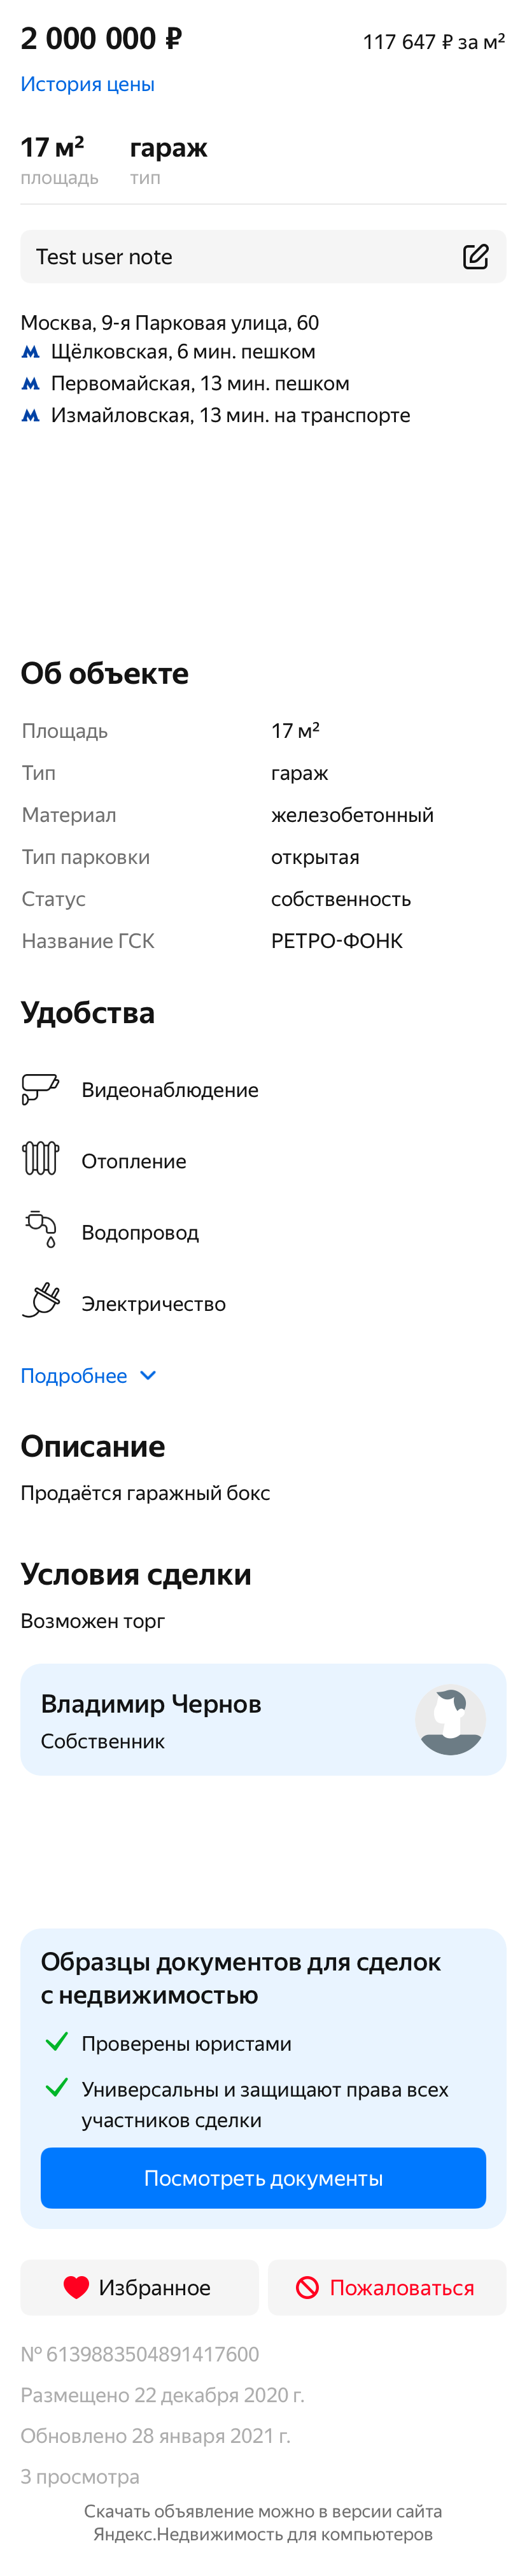 2 000 000 ₽
117 647 ₽ за м²
История цены
17 м² гараж
площадь тип
Test user note
Москва, 9-я Парковая улица, 60
Щёлковская, 6 мин. пешком
Первомайская, 13 мин. пешком
Измайловская, 13 мин. на транспорте
Об объекте
Площадь 17 м²
Тип гараж
Материал железобетонный
Тип парковки открытая
Статус собственность
Название ГСК РЕТРО-ФОНК
Удобства
Видеонаблюдение
Отопление
Водопровод
Электричество
Подробнее
Описание
Продаётся гаражный бокс
Условия сделки
Возможен торг
Владимир Чернов
Собственник
Образцы документов для сделок
с недвижимостью
Проверены юристами
Универсальны и защищают права всех
участников сделки
Посмотреть документы
Избранное
Пожаловаться
№ 6139883504891417600
Размещено 22 декабря 2020 г.
Обновлено 28 января 2021 г.
3 просмотра
Скачать объявление можно в версии сайта
Яндекс.Недвижимость для компьютеров